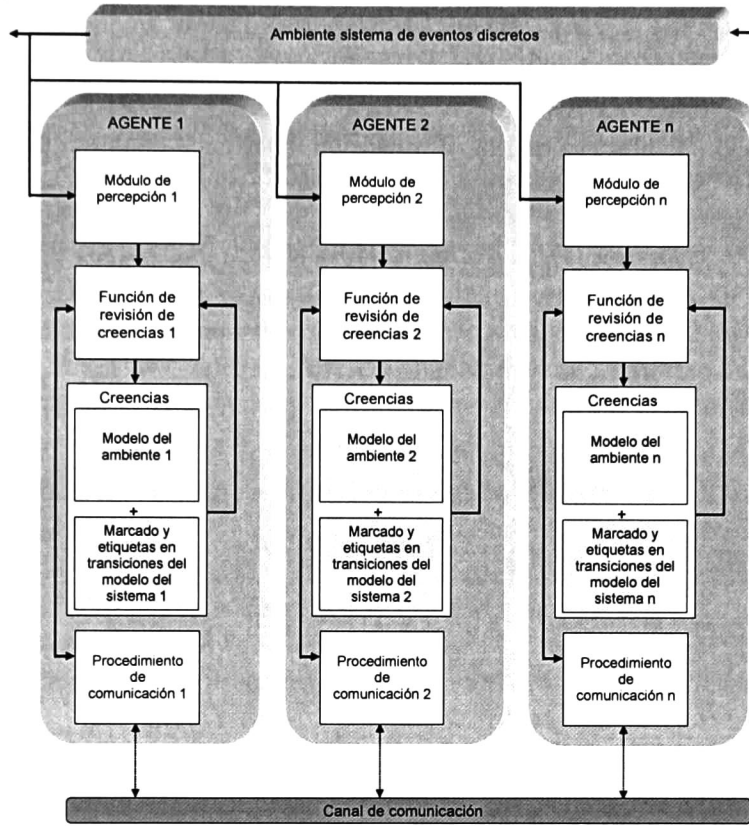 Ambiente sistema de eventos discretos
AGENTE 1
Módulo de
percepción 1
Función de
revisión de
creencias 1
Creencias
Modelo del
ambiente 1
+
Marcado y
etiquetas en
transiciones del
modelo del
sistema 1
Procedimiento
de
comunicación 1
AGENTE 2
Módulo de
percepción 2
Función de
revisión de
creencias 2
Creencias
Modelo del
ambiente 2
+
Marcado y
etiquetas en
transiciones del
modelo del
sistema 2
Procedimiento
de
comunicación 2
AGENTE n
Módulo de
percepción n
Función de
revisión de
creencias n
Creencias
Modelo del
ambiente n
+
Marcado y
etiquetas en
transiciones del
modelo del
sistema n
Procedimiento
de
comunicación n
Canal de comunicación